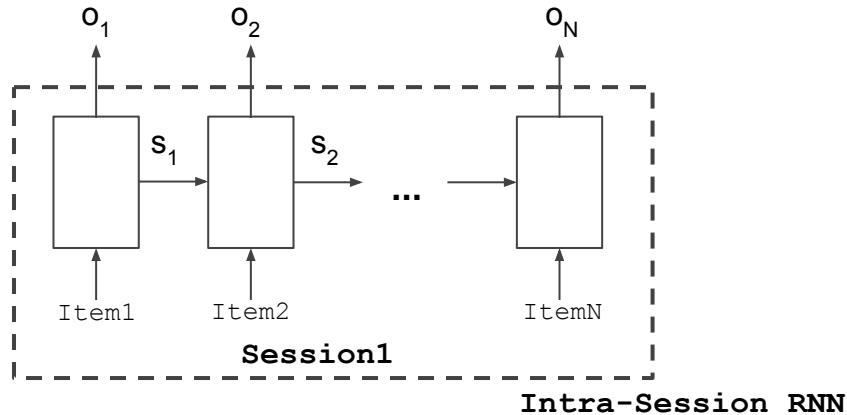 o1 o2 oN
s1 s2 ...
Item1 Item2 ItemN
Session1
Intra-Session RNN